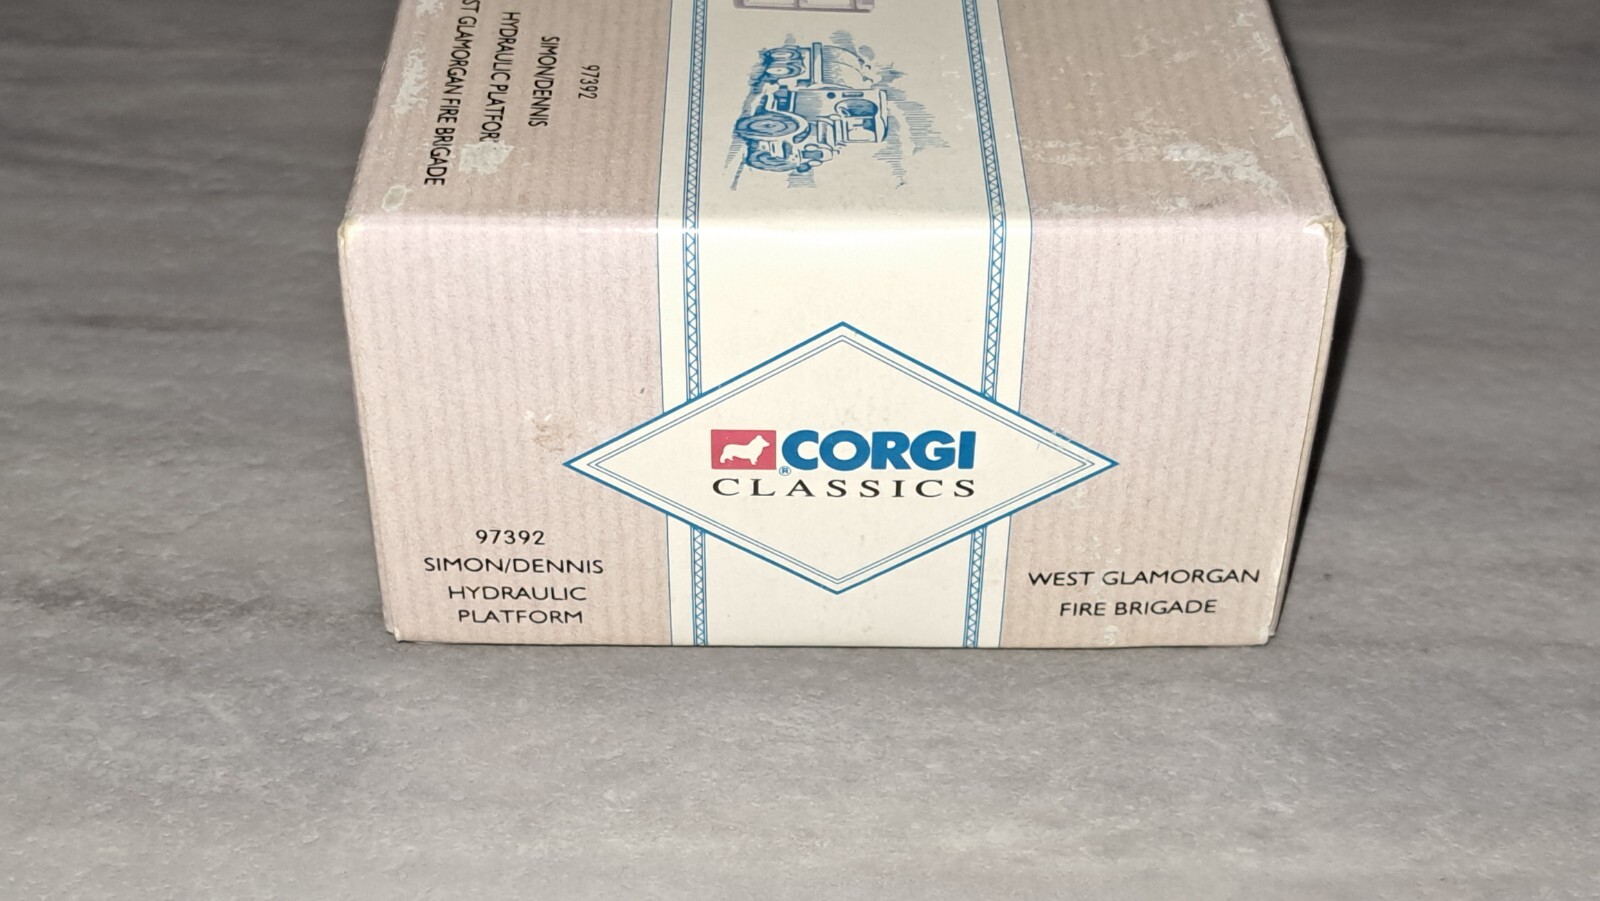 97392
SIMON/DENNIS
HYDRAULIC PLATFOR
ST GLAMORGAN FIRE BRIGADE
CORGI
®
CLASSICS
97392
SIMON/DENNIS
HYDRAULIC
PLATFORM
WEST GLAMORGAN
FIRE BRIGADE